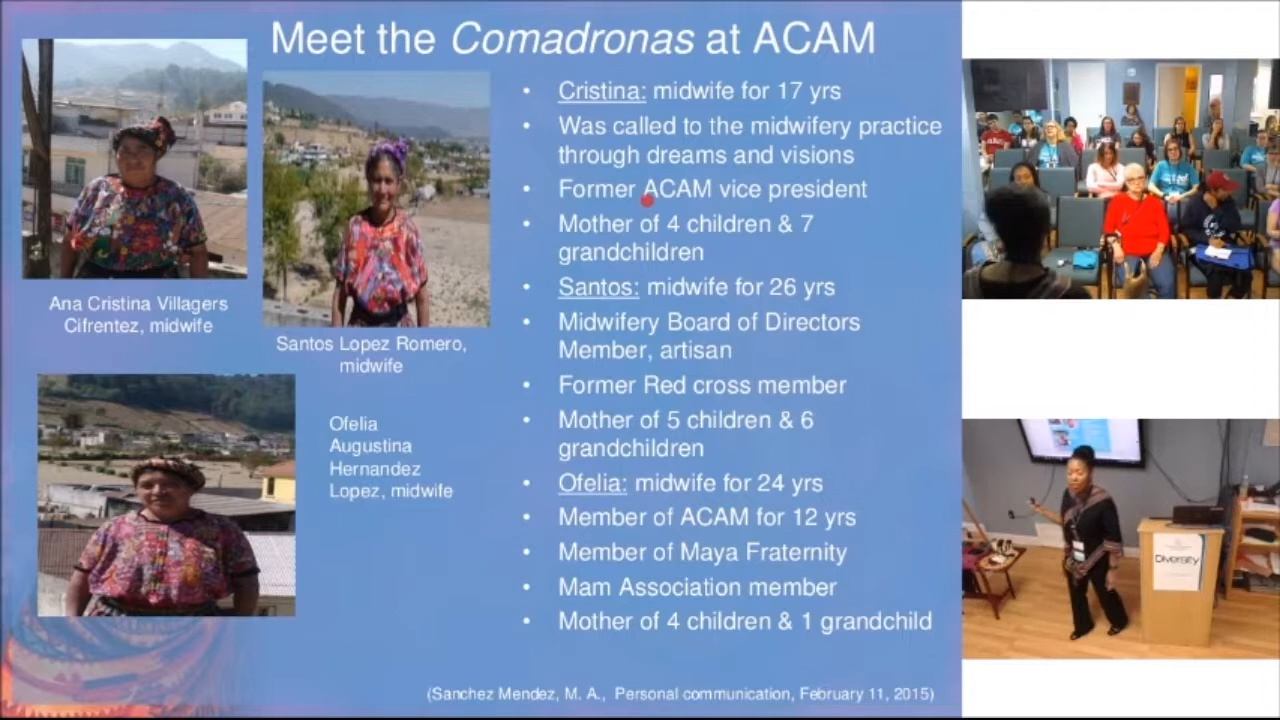 Meet the Comadronas at ACAM
Ana Cristina Villagers
Cifrentez, midwife
Santos Lopez Romero,
midwife
Ofelia
Augustina
Hernandez
Lopez, midwife
• Cristina: midwife for 17 yrs
• Was called to the midwifery practice
through dreams and visions
• Former ACAM vice president
• Mother of 4 children & 7
grandchildren
• Santos: midwife for 26 yrs
• Midwifery Board of Directors
Member, artisan
• Former Red cross member
• Mother of 5 children & 6
grandchildren
• Ofelia: midwife for 24 yrs
• Member of ACAM for 12 yrs
• Member of Maya Fraternity
• Mam Association member
• Mother of 4 children & 1 grandchild
(Sanchez Mendez, M. A., Personal communication, February 11, 2015)
Diversity